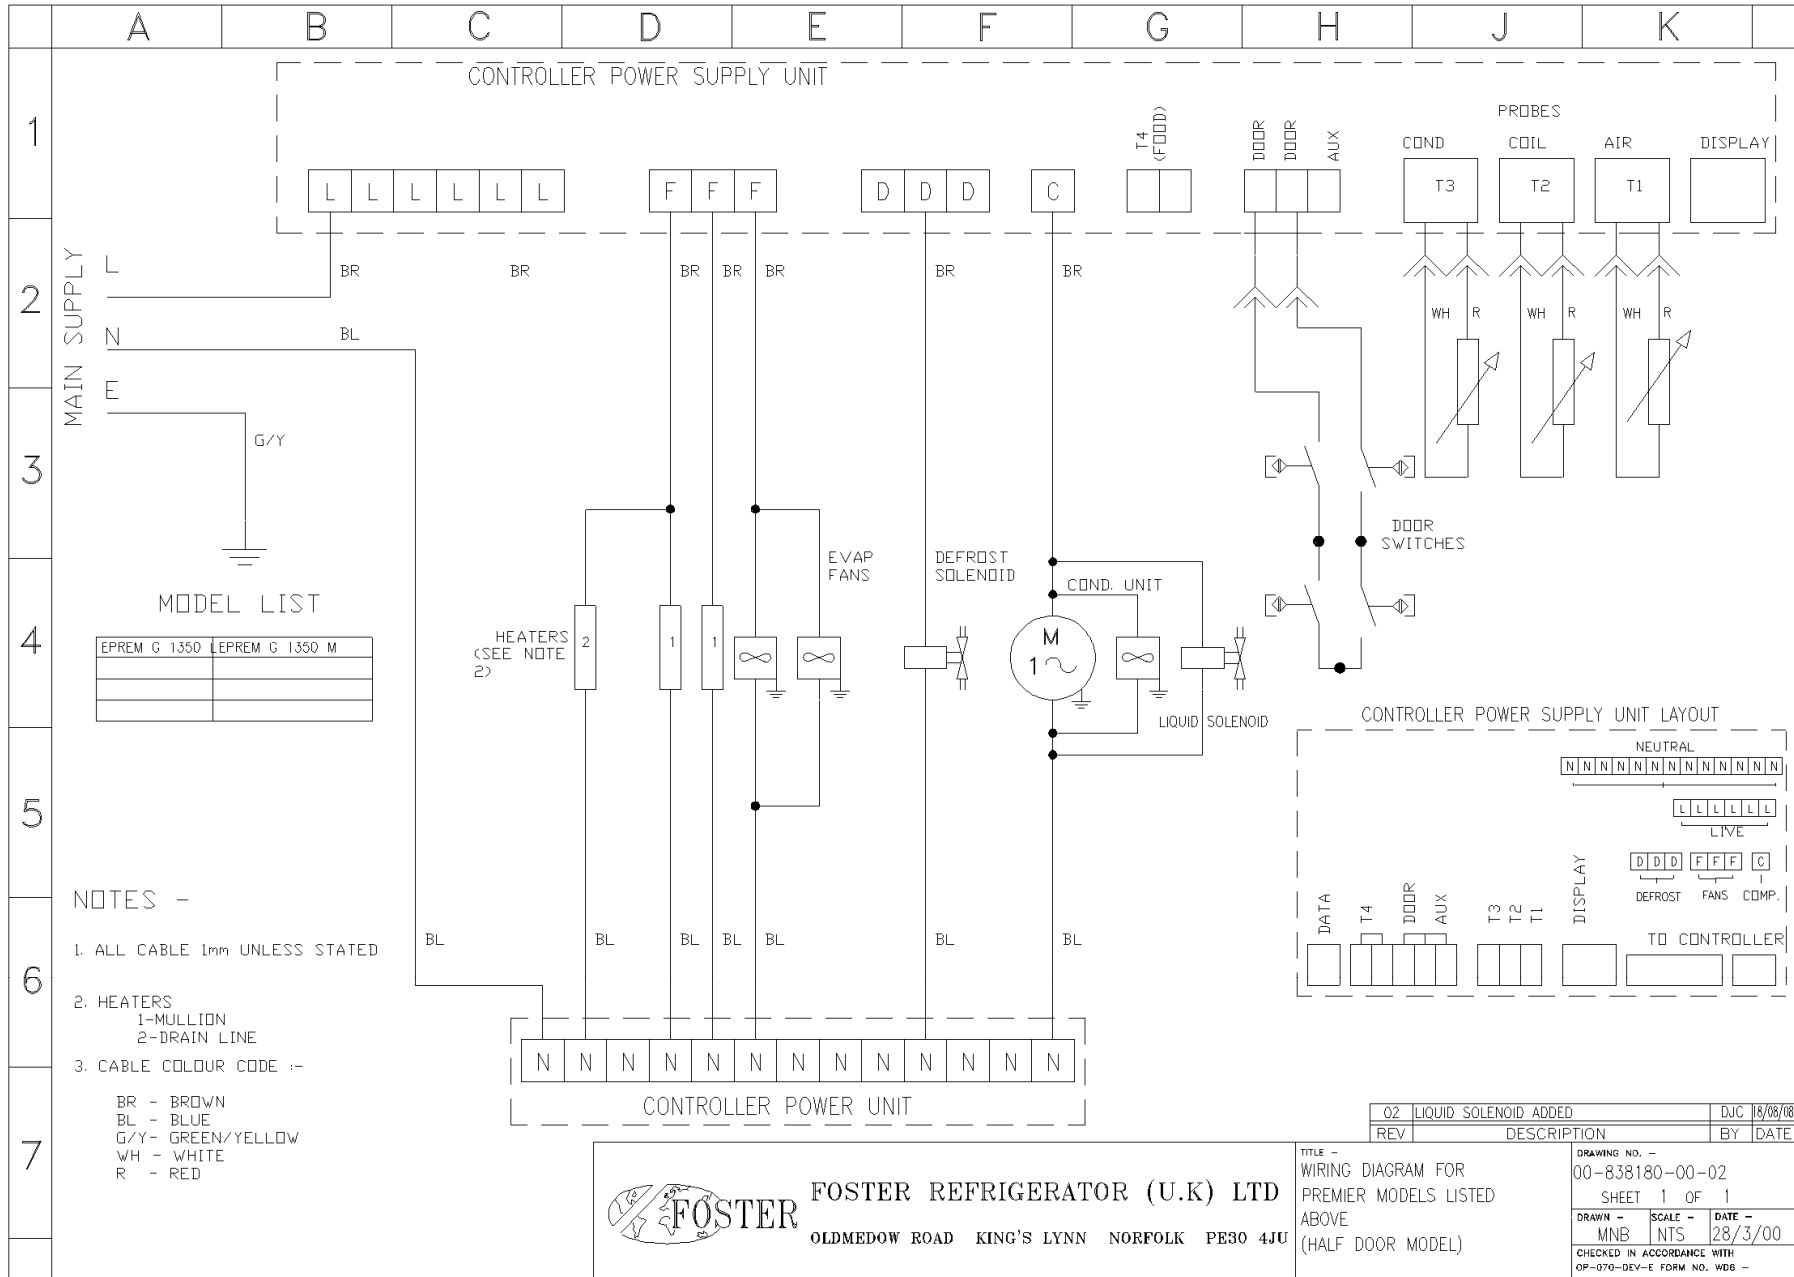 A B C D E F G H J K
CONTROLLER POWER SUPPLY UNIT
1
T4
(FOOD)
DOOR
DOOR
AUX
PROBES
COND COIL AIR DISPLAY
L L L L L L F F F D D D C T3 T2 T1
2
MAIN SUPPLY
L
BR BR BR BR BR BR BR
N
BL
WH R WH R WH R
E
G/Y
3
DOOR
SWITCHES
EVAP
FANS
DEFROST
SOLENOID
COND. UNIT
MODEL LIST
4
EPREM G 1350 L EPREM G 1350 M
HEATERS
(SEE NOTE
2)
2 1 1
M
1
LIQUID SOLENOID
CONTROLLER POWER SUPPLY UNIT LAYOUT
NEUTRAL
N N N N N N N N N N N N N
5
L L L L L L
LIVE
D D D F F F C
DEFROST FANS COMP.
DATA
T4
DOOR
AUX
T3
T2
T1
DISPLAY
TO CONTROLLER
NOTES -
1. ALL CABLE 1mm UNLESS STATED
BL BL BL BL BL BL BL
6
2. HEATERS
1-MULLION
2-DRAIN LINE
3. CABLE COLOUR CODE :-
BR - BROWN
BL - BLUE
G/Y- GREEN/YELLOW
WH - WHITE
R - RED
N N N N N N N N N N N N N
CONTROLLER POWER UNIT
7
02 LIQUID SOLENOID ADDED DJC 18/08/08
REV DESCRIPTION BY DATE
FOSTER
FOSTER REFRIGERATOR (U.K) LTD
OLDMEDOW ROAD KING'S LYNN NORFOLK PE30 4JU
TITLE -
WIRING DIAGRAM FOR
PREMIER MODELS LISTED
ABOVE
(HALF DOOR MODEL)
DRAWING NO. -
00-838180-00-02
SHEET 1 OF 1
DRAWN - SCALE - DATE -
MNB NTS 28/3/00
CHECKED IN ACCORDANCE WITH
OP-070-DEV-E FORM NO. WD6 -